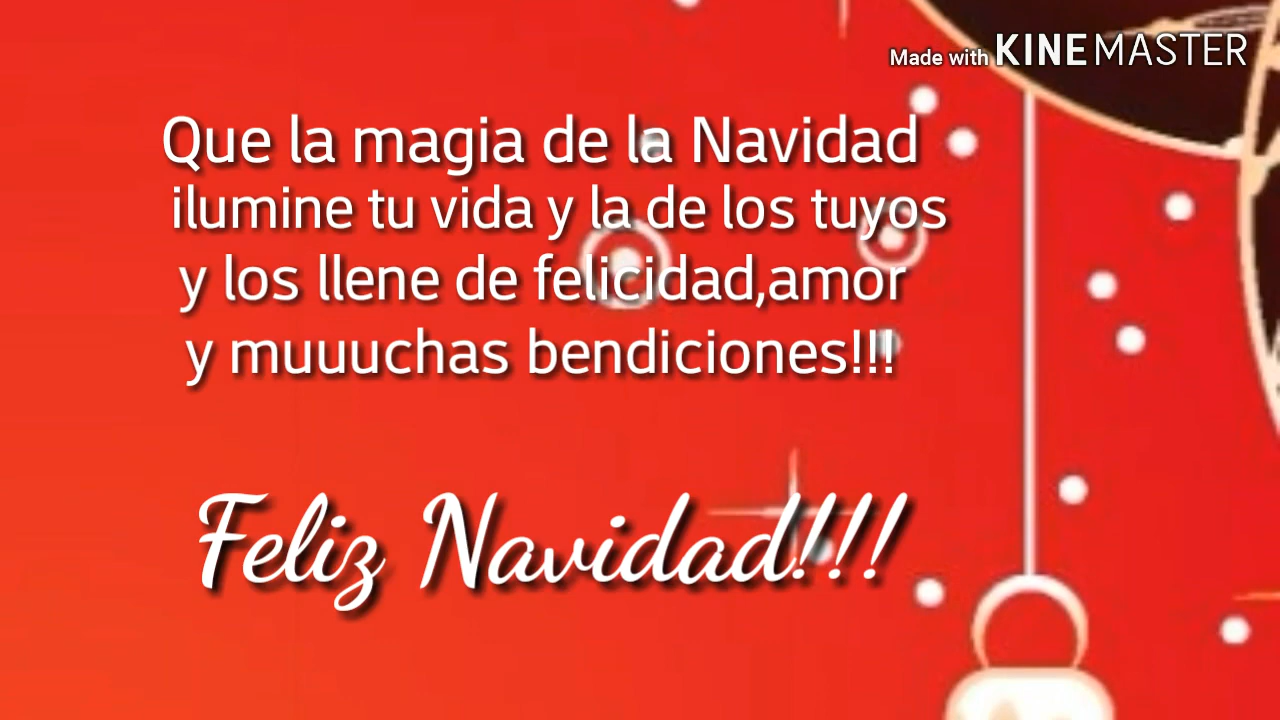 Made with KINEMASTER
Que la magia de la Navidad
ilumine tu vida y la de los tuyos
y los llene de felicidad,amor
y muuuchas bendiciones!!!
Feliz Navidad!!!